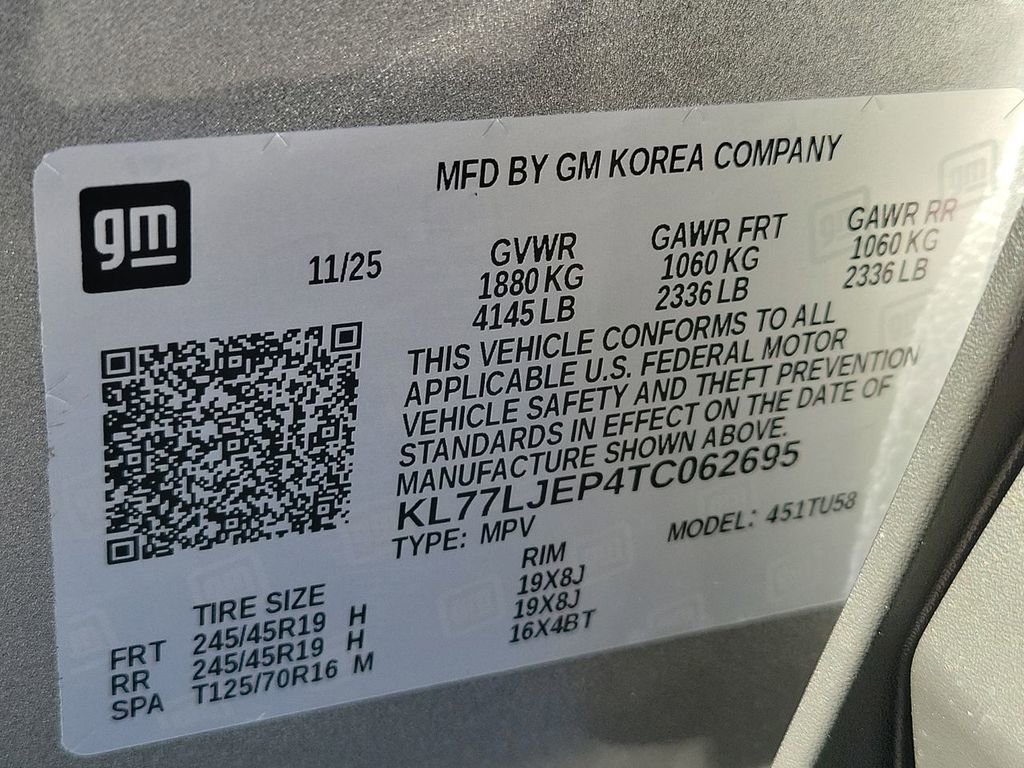 gm
MFD BY GM KOREA COMPANY
11/25
GVWR GAWR FRT GAWR RR
1880 KG 1060 KG 1060 KG
4145 LB 2336 LB 2336 LB
THIS VEHICLE CONFORMS TO ALL
APPLICABLE U.S. FEDERAL MOTOR
VEHICLE SAFETY AND THEFT PREVENTION
STANDARDS IN EFFECT ON THE DATE OF
MANUFACTURE SHOWN ABOVE.
KL77LJEP4TC062695
TYPE: MPV MODEL: 451TU58
TIRE SIZE RIM
FRT 245/45R19 H 19X8J
RR 245/45R19 H 19X8J
SPA T125/70R16 M 16X4BT